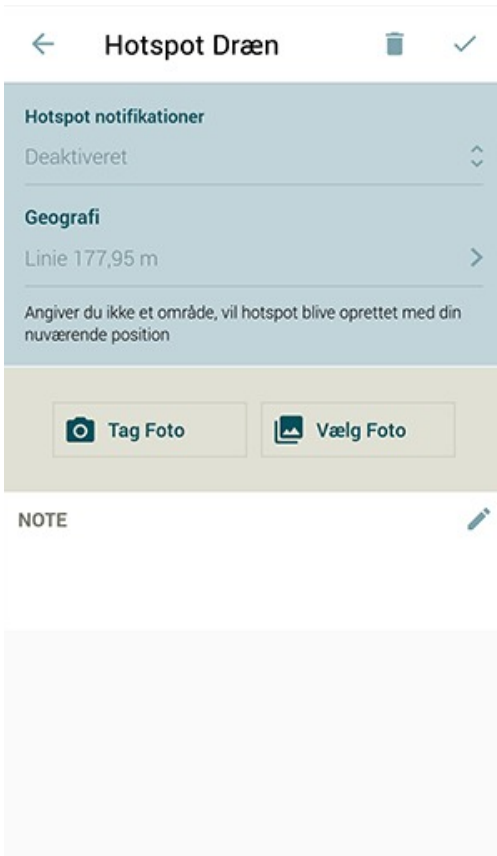 Hotspot Dræn
Hotspot notifikationer
Deaktiveret
Geografi
Linie 177,95 m
Angiver du ikke et område, vil hotspot blive oprettet med din
nuværende position
Tag Foto
Vælg Foto
NOTE